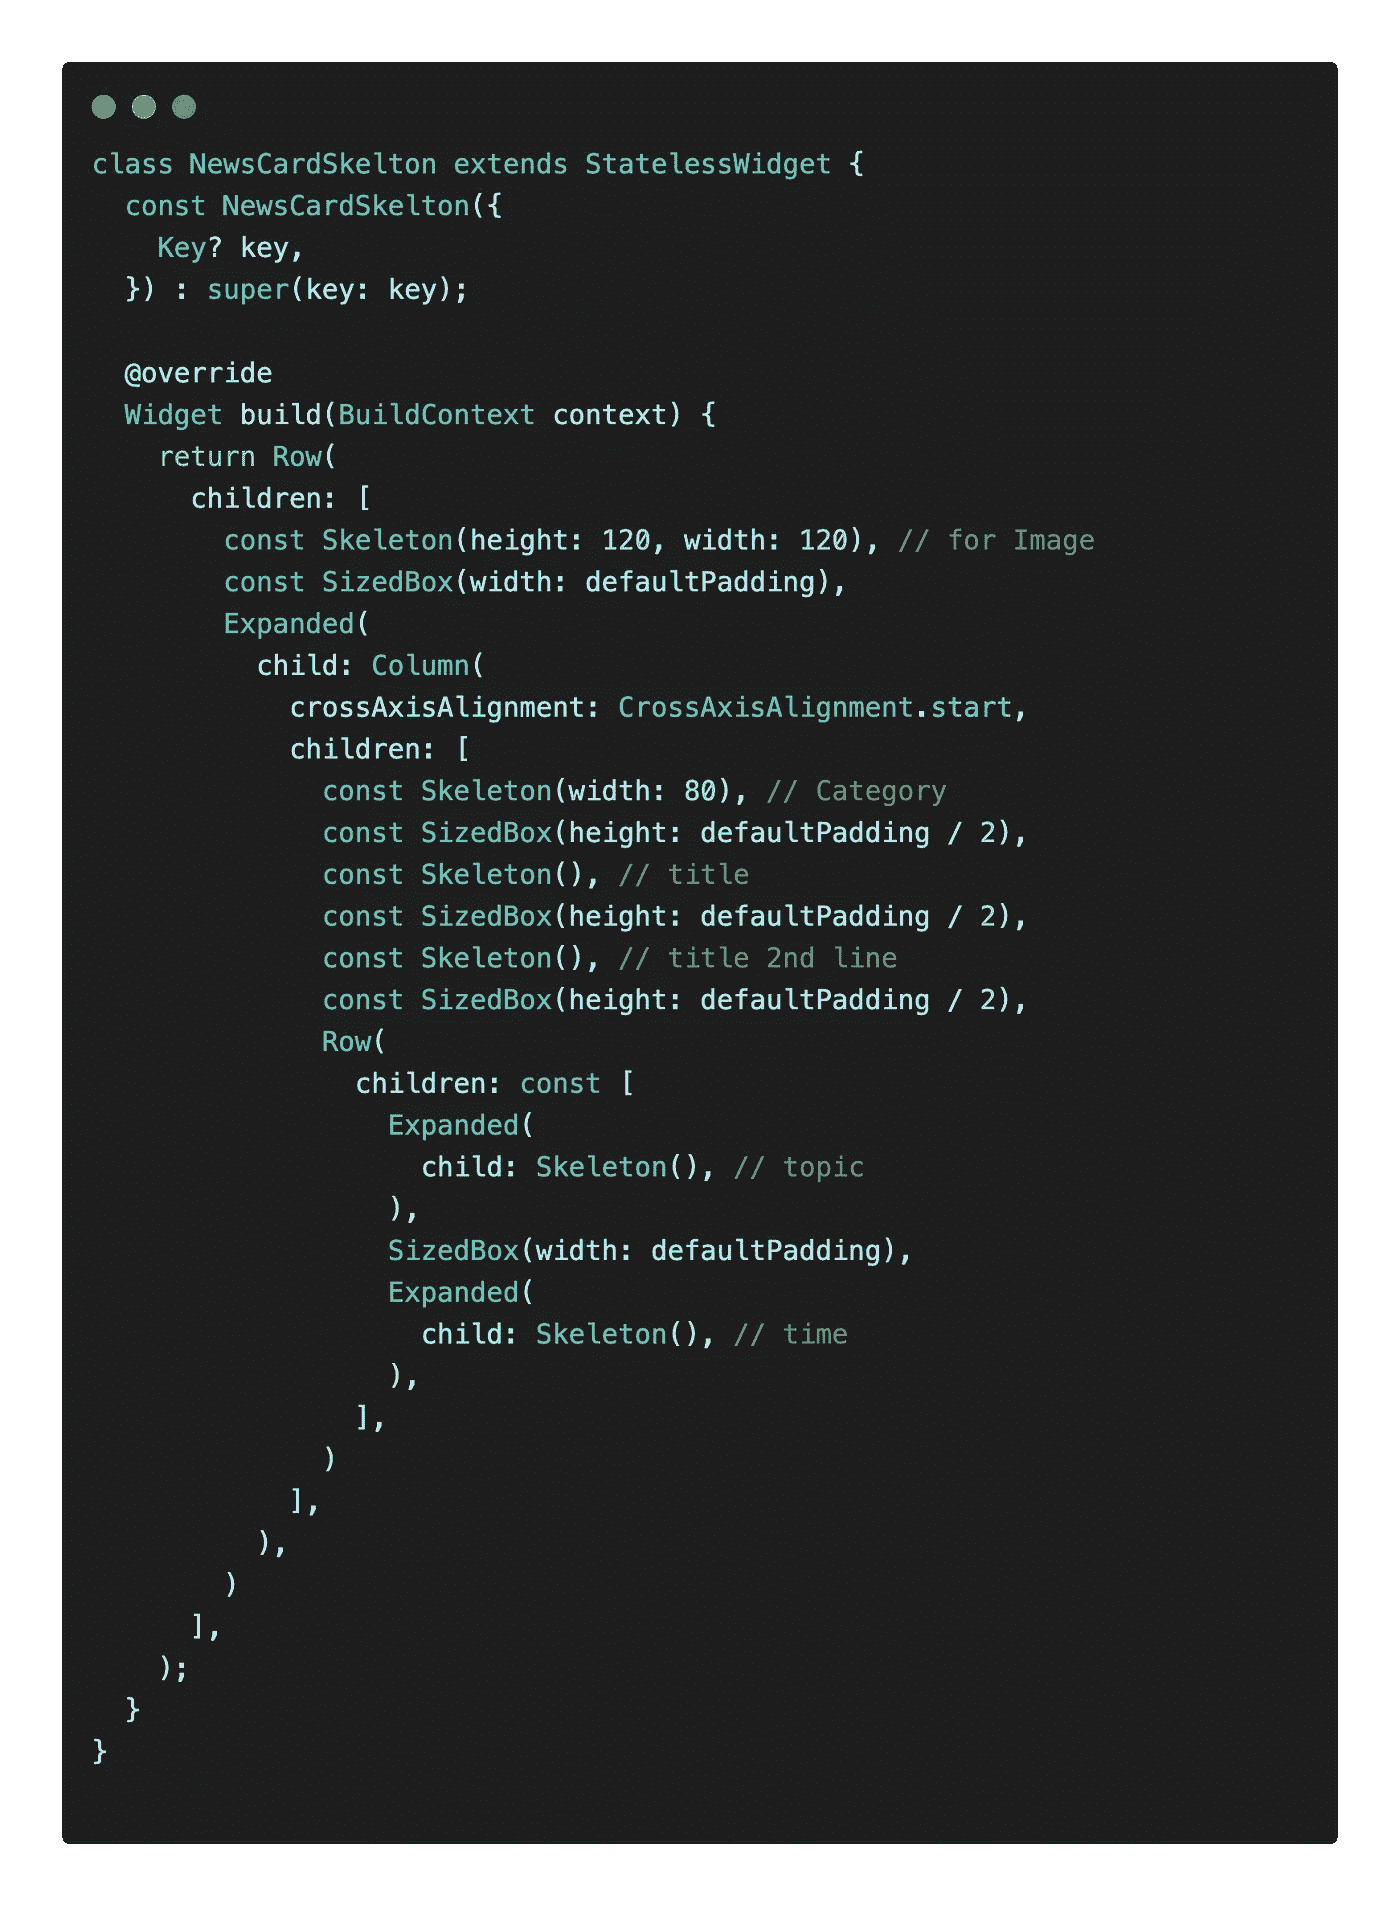 class NewsCardSkelton extends StatelessWidget {
  const NewsCardSkelton({
    Key? key,
  }) : super(key: key);

  @override
  Widget build(BuildContext context) {
    return Row(
      children: [
        const Skeleton(height: 120, width: 120), // for Image
        const SizedBox(width: defaultPadding),
        Expanded(
          child: Column(
            crossAxisAlignment: CrossAxisAlignment.start,
            children: [
              const Skeleton(width: 80), // Category
              const SizedBox(height: defaultPadding / 2),
              const Skeleton(), // title
              const SizedBox(height: defaultPadding / 2),
              const Skeleton(), // title 2nd line
              const SizedBox(height: defaultPadding / 2),
              Row(
                children: const [
                  Expanded(
                    child: Skeleton(), // topic
                  ),
                  SizedBox(width: defaultPadding),
                  Expanded(
                    child: Skeleton(), // time
                  ),
                ],
              )
            ],
          ),
        )
      ],
    );
  }
}